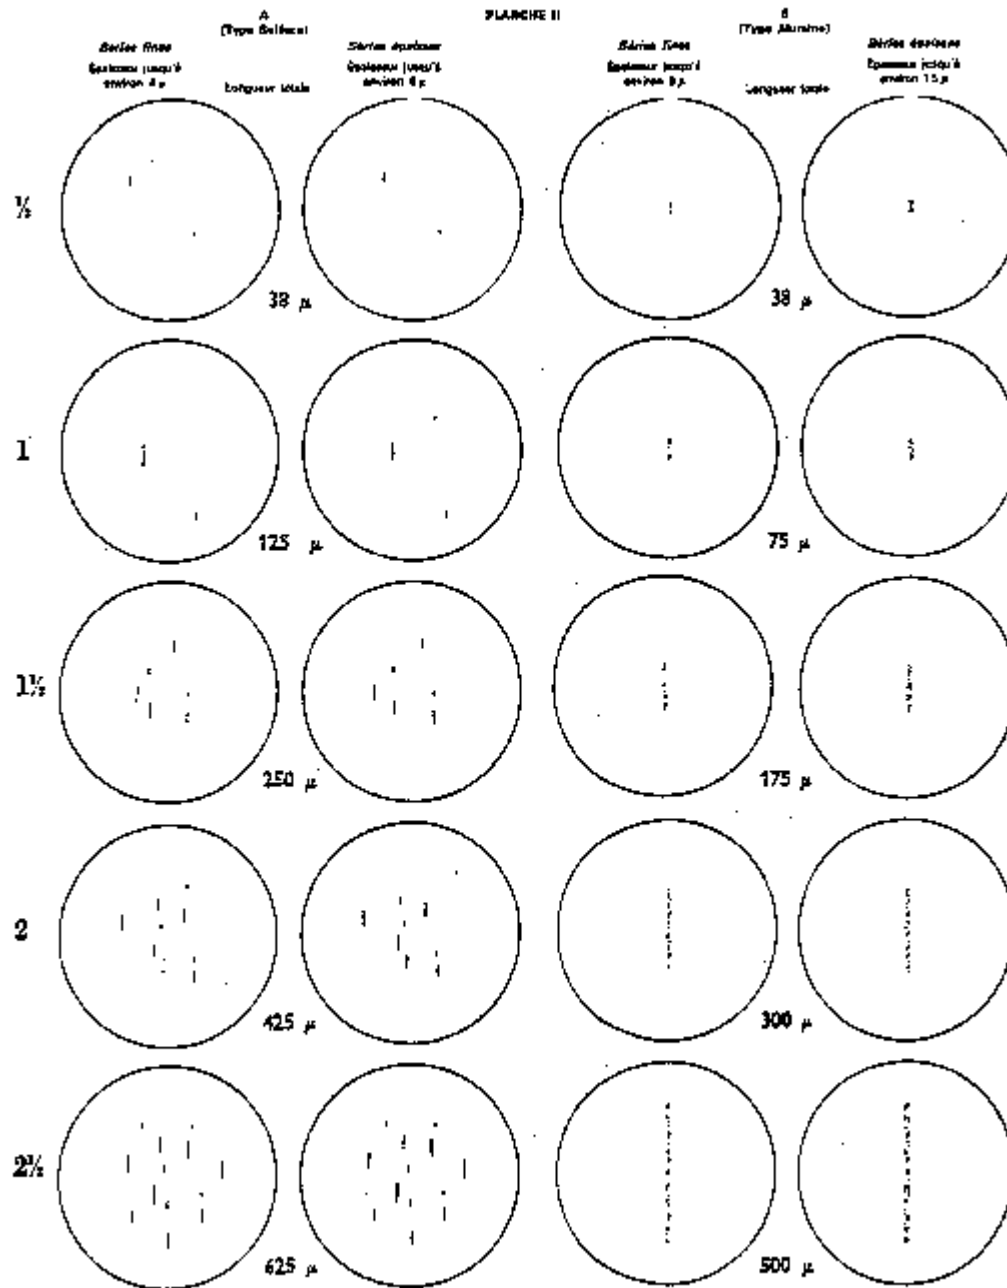 A
PLANCHE II
B
(Type Sulfure)
(Type Alumine)
Séries fines
Séries épaisses
Séries fines
Séries épaisses
Épaisseur jusqu'à
Épaisseur jusqu'à
Épaisseur jusqu'à
Épaisseur jusqu'à
environ 4 µ
Longueur totale
environ 6 µ
environ 9 µ
Longueur totale
environ 15 µ
½
38 µ
38 µ
1
125 µ
75 µ
1½
250 µ
175 µ
2
425 µ
300 µ
2½
625 µ
500 µ